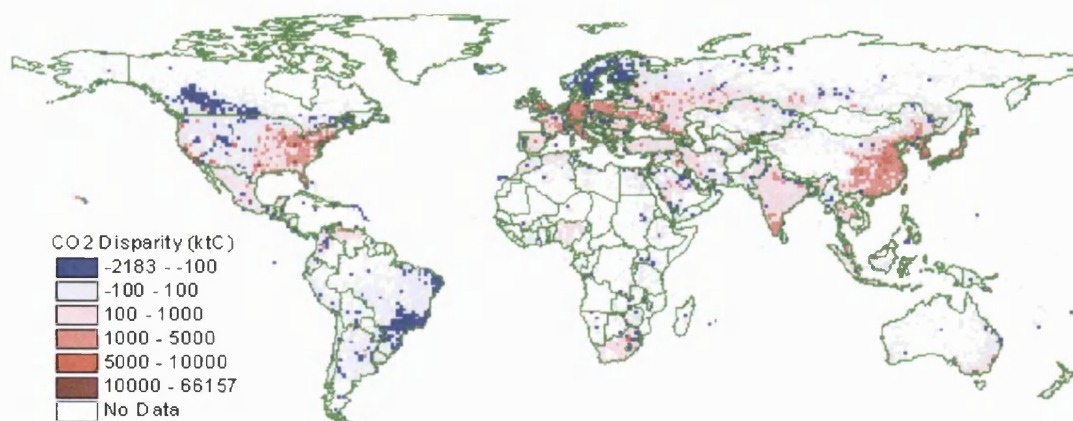 CO2 Disparity (ktC)
-2183 - -100
-100 - 100
100 - 1000
1000 - 5000
5000 - 10000
10000 - 66157
No Data